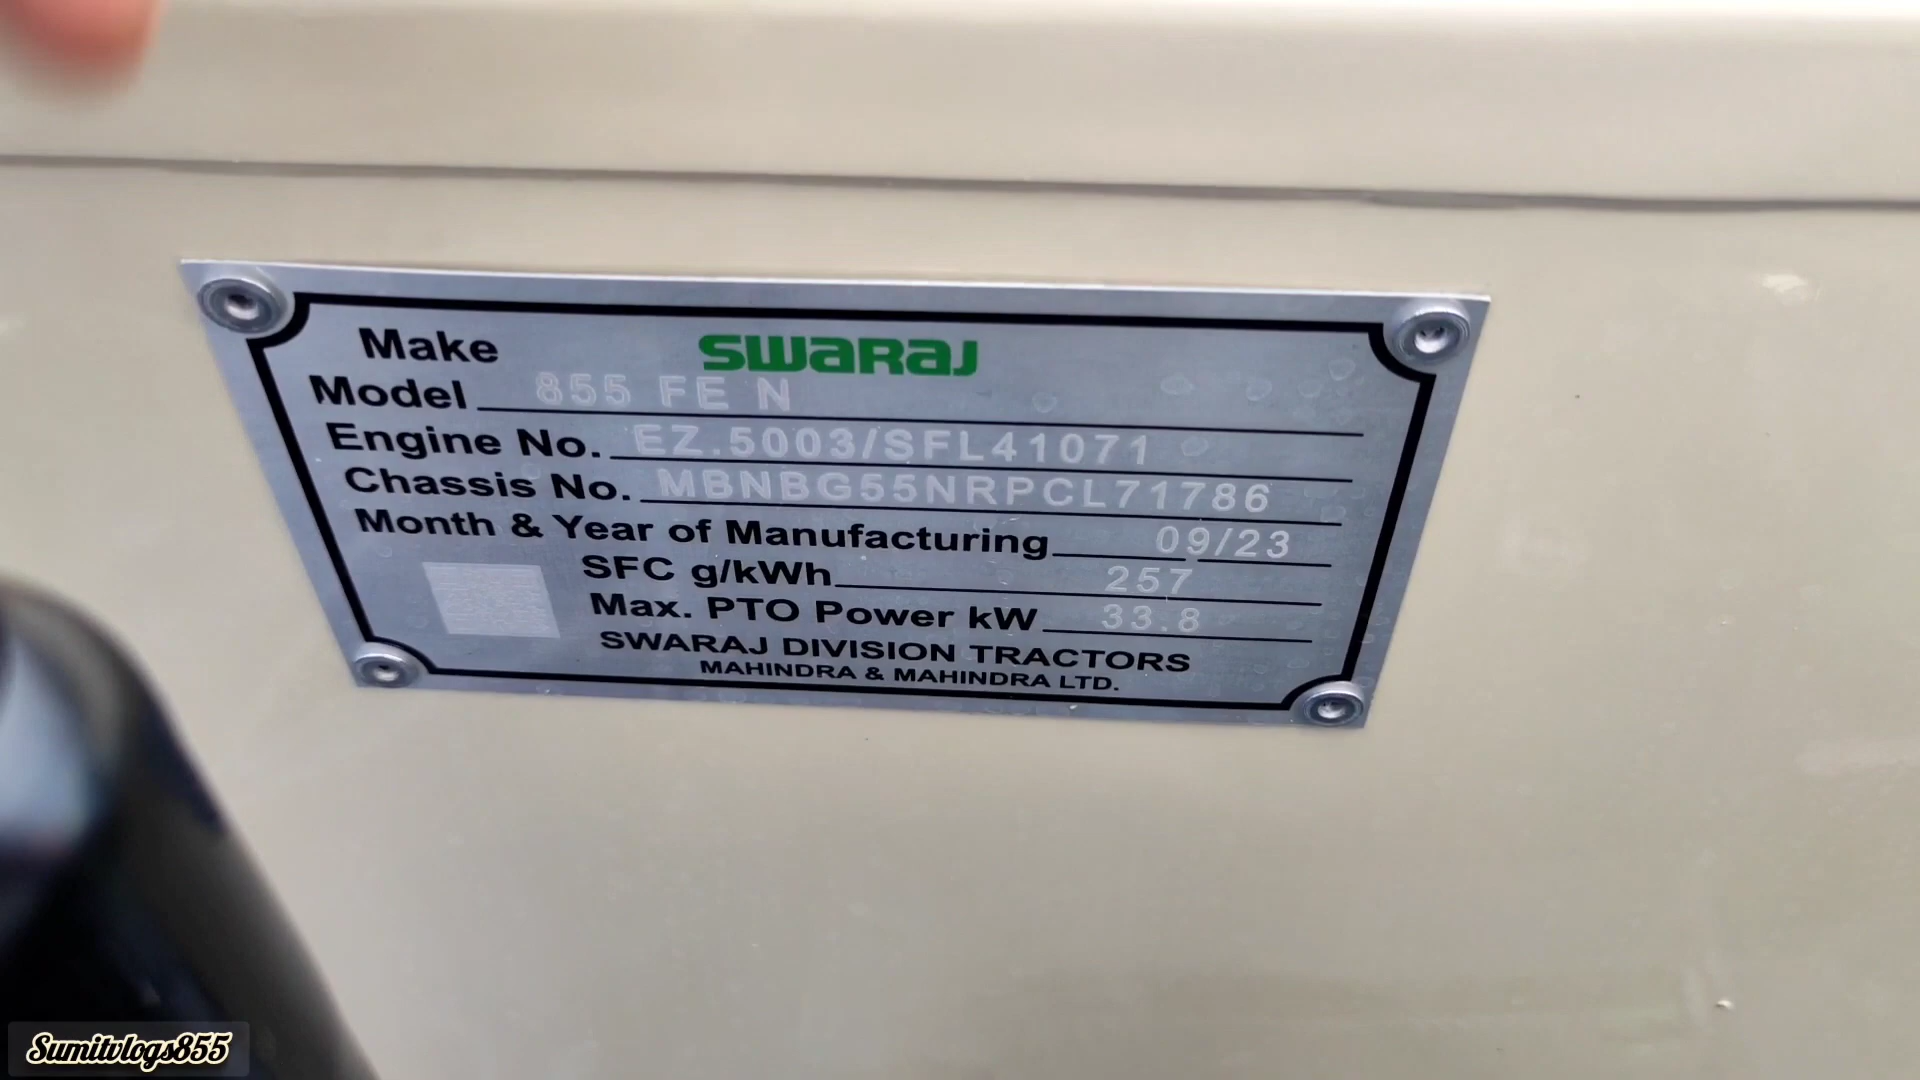 Make SWARAJ
Model 855 FE N
Engine No. EZ.5003/SFL41071
Chassis No. MBNBG55NRPCL71786
Month & Year of Manufacturing 09/23
SFC g/kWh 257
Max. PTO Power kW 33.8
SWARAJ DIVISION TRACTORS
MAHINDRA & MAHINDRA LTD.
Sumitvlogs855